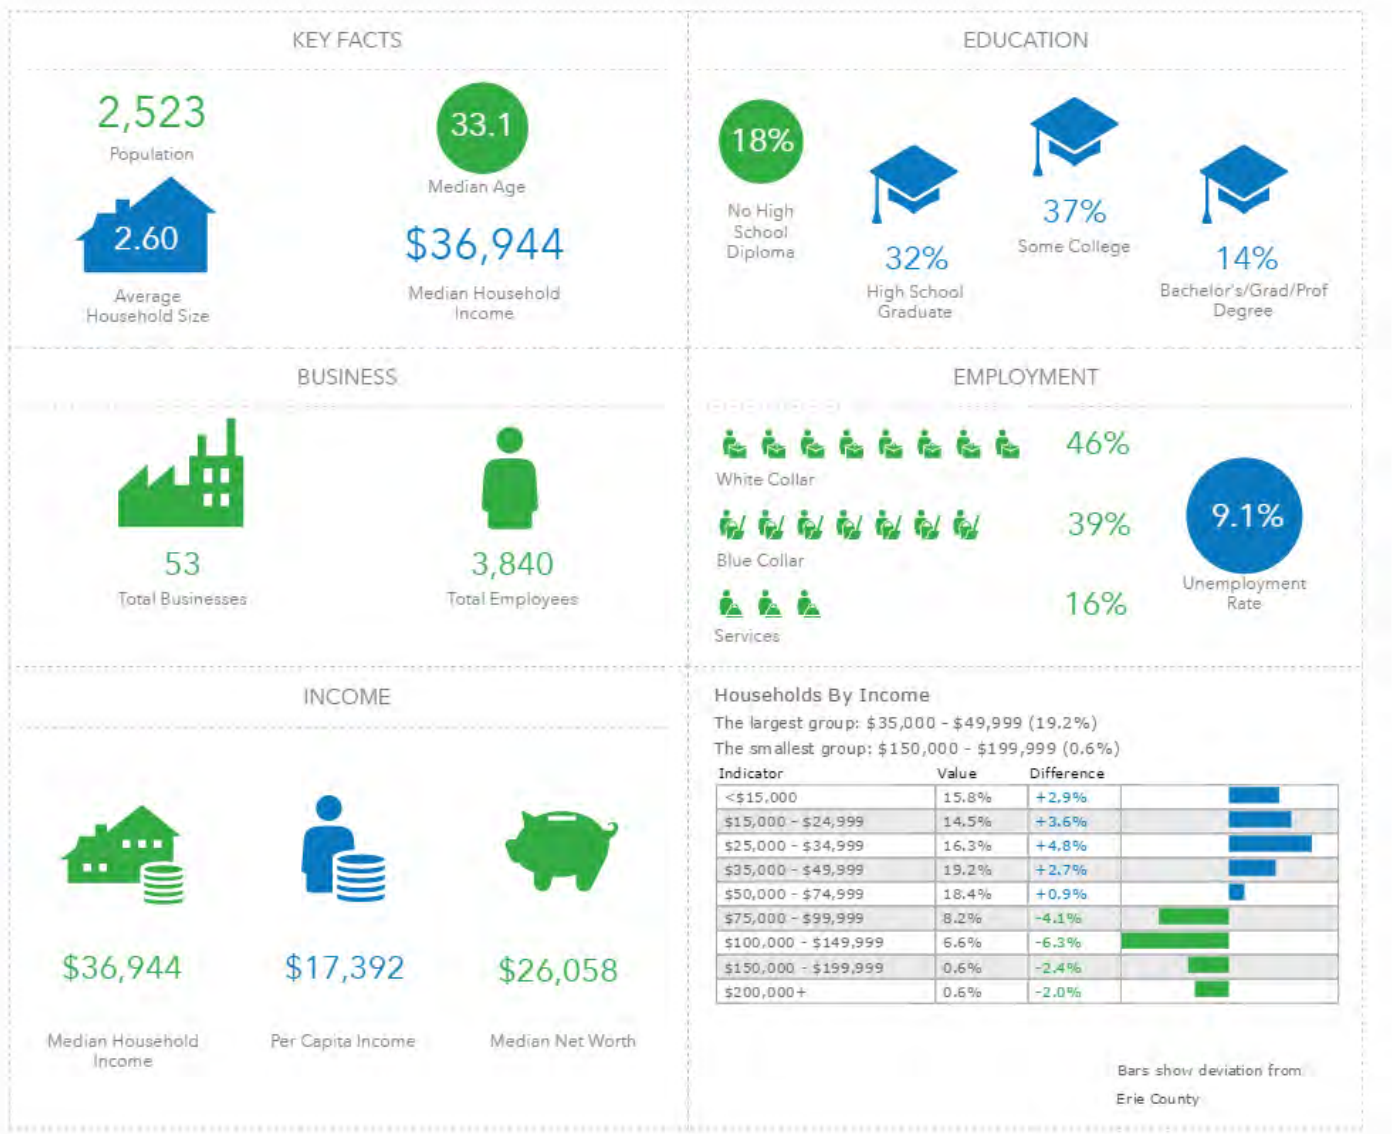 KEY FACTS
2,523
Population
33.1
Median Age
2.60
Average
Household Size
$36,944
Median Household
Income
EDUCATION
18%
No High
School
Diploma
32%
High School
Graduate
37%
Some College
14%
Bachelor's/Grad/Prof
Degree
BUSINESS
53
Total Businesses
3,840
Total Employees
EMPLOYMENT
46%
White Collar
39%
Blue Collar
16%
Services
9.1%
Unemployment
Rate
INCOME
$36,944
Median Household
Income
$17,392
Per Capita Income
$26,058
Median Net Worth
Households By Income
The largest group: $35,000 - $49,999 (19.2%)
The smallest group: $150,000 - $199,999 (0.6%)
Indicator Value Difference
<$15,000 15.8% +2.9%
$15,000 - $24,999 14.5% +3.6%
$25,000 - $34,999 16.3% +4.8%
$35,000 - $49,999 19.2% +2.7%
$50,000 - $74,999 18.4% +0.9%
$75,000 - $99,999 8.2% -4.1%
$100,000 - $149,999 6.6% -6.3%
$150,000 - $199,999 0.6% -2.4%
$200,000+ 0.6% -2.0%
Bars show deviation from
Erie County